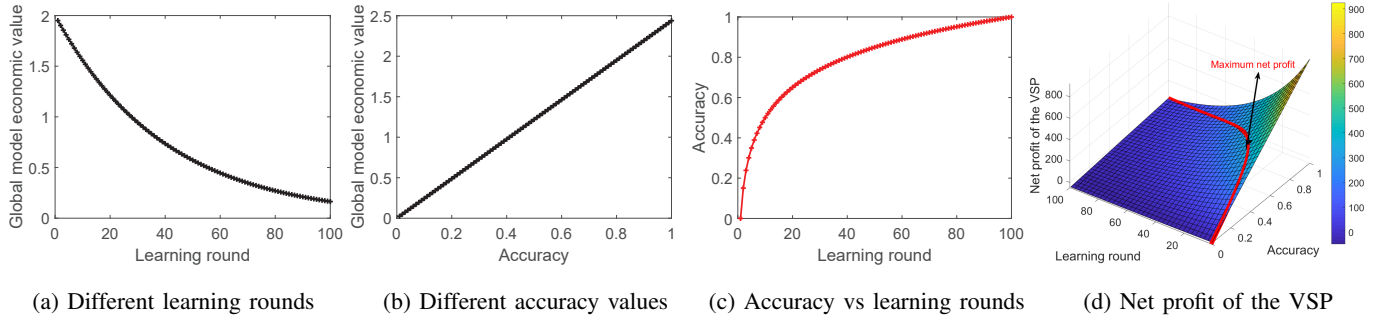 Global model economic value
2
1.5
1
0.5
0
0 20 40 60 80 100
Learning round
(a) Different learning rounds
Global model economic value
2.5
2
1.5
1
0.5
0
0 0.2 0.4 0.6 0.8 1
Accuracy
(b) Different accuracy values
Accuracy
1
0.8
0.6
0.4
0.2
0
0 20 40 60 80 100
Learning round
(c) Accuracy vs learning rounds
Maximum net profit
Net profit of the VSP
800
600
400
200
0
100
80
60
40
20
Learning round
0
0.2
0.4
0.6
0.8
1
Accuracy
900
800
700
600
500
400
300
200
100
0
(d) Net profit of the VSP